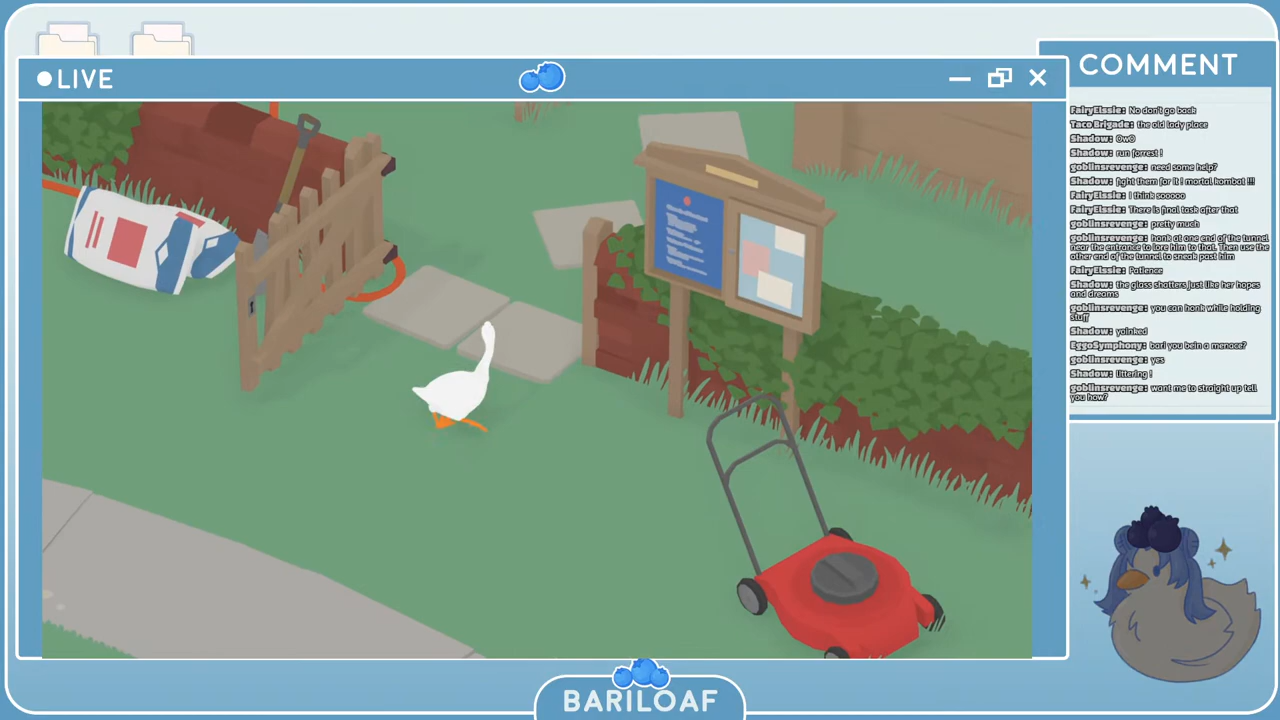 LIVE
COMMENT
FairyElssie: No don't go back
Taco Brigade: the old lady place
Shadow: OwO
Shadow: run forrest !
goblinsrevenge: need some help?
Shadow: fight them for it ! mortal kombat !!!
FairyElssie: I think sooooo
FairyElssie: There is final task after that
goblinsrevenge: pretty much
goblinsrevenge: honk at one end of the tunnel
near the entrance to lore him to that. Then use the
other end of the tunnel to sneak past him
FairyElssie: Patience
Shadow: the glass shatters just like her hopes
and dreams
goblinsrevenge: you can honk while holding
stuff
Shadow: yoinked
EggoSymphony: bari you bein a menace?
goblinsrevenge: yes
Shadow: littering !
goblinsrevenge: want me to straight up tell
you how?
BARILOAF